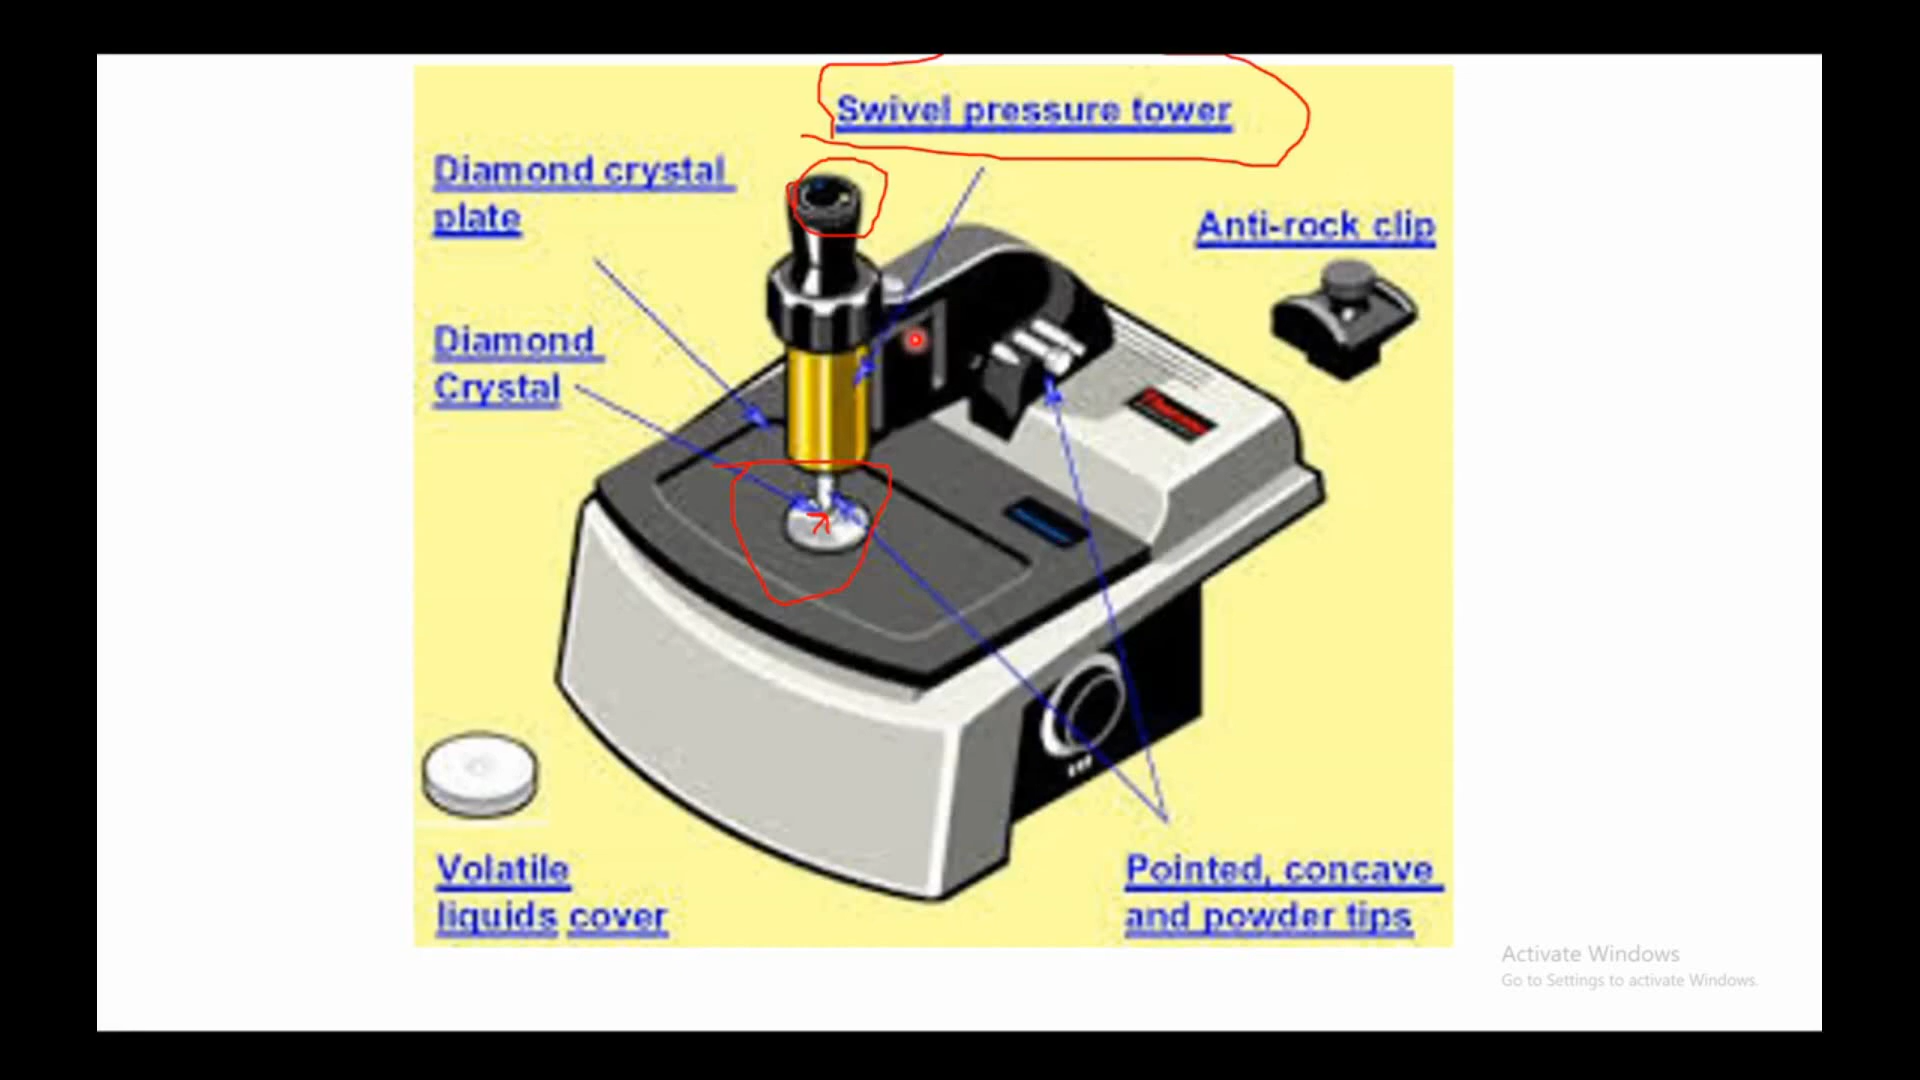 Swivel pressure tower
Diamond crystal
plate
Anti-rock clip
Diamond
Crystal
Thermo
Volatile
liquids cover
Pointed, concave
and powder tips
Activate Windows
Go to Settings to activate Windows.